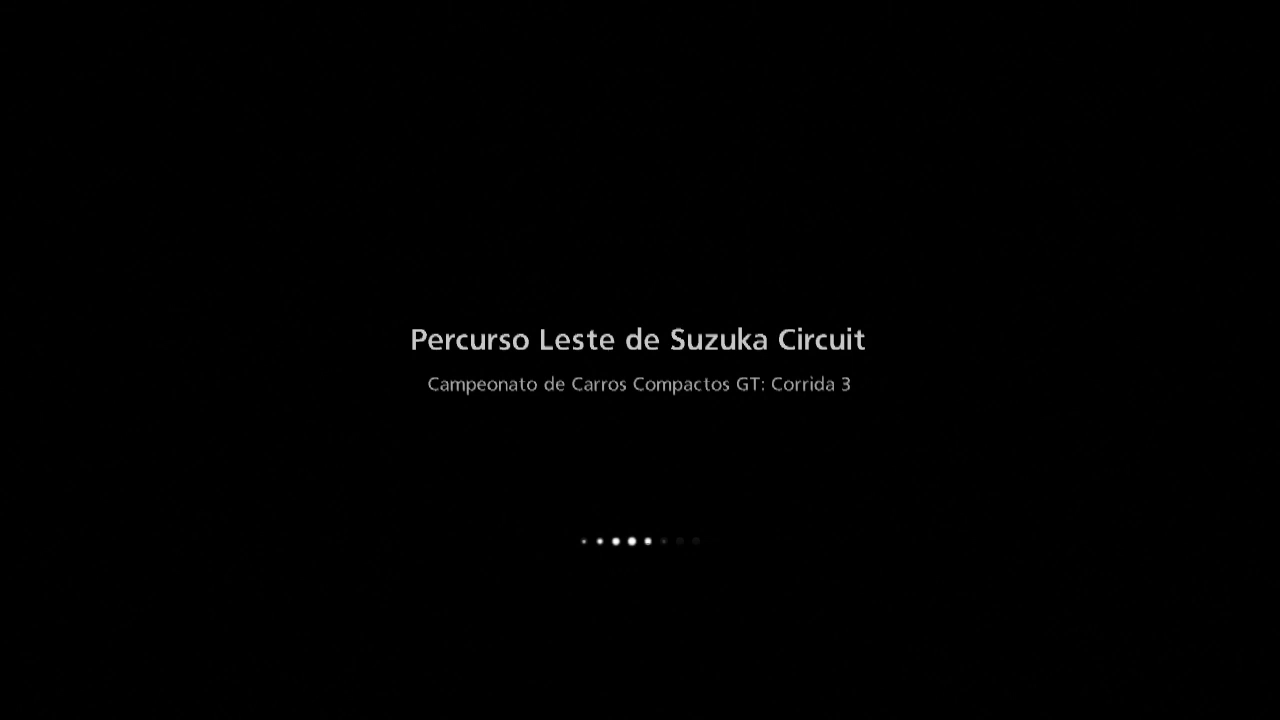 Percurso Leste de Suzuka Circuit
Campeonato de Carros Compactos GT: Corrida 3